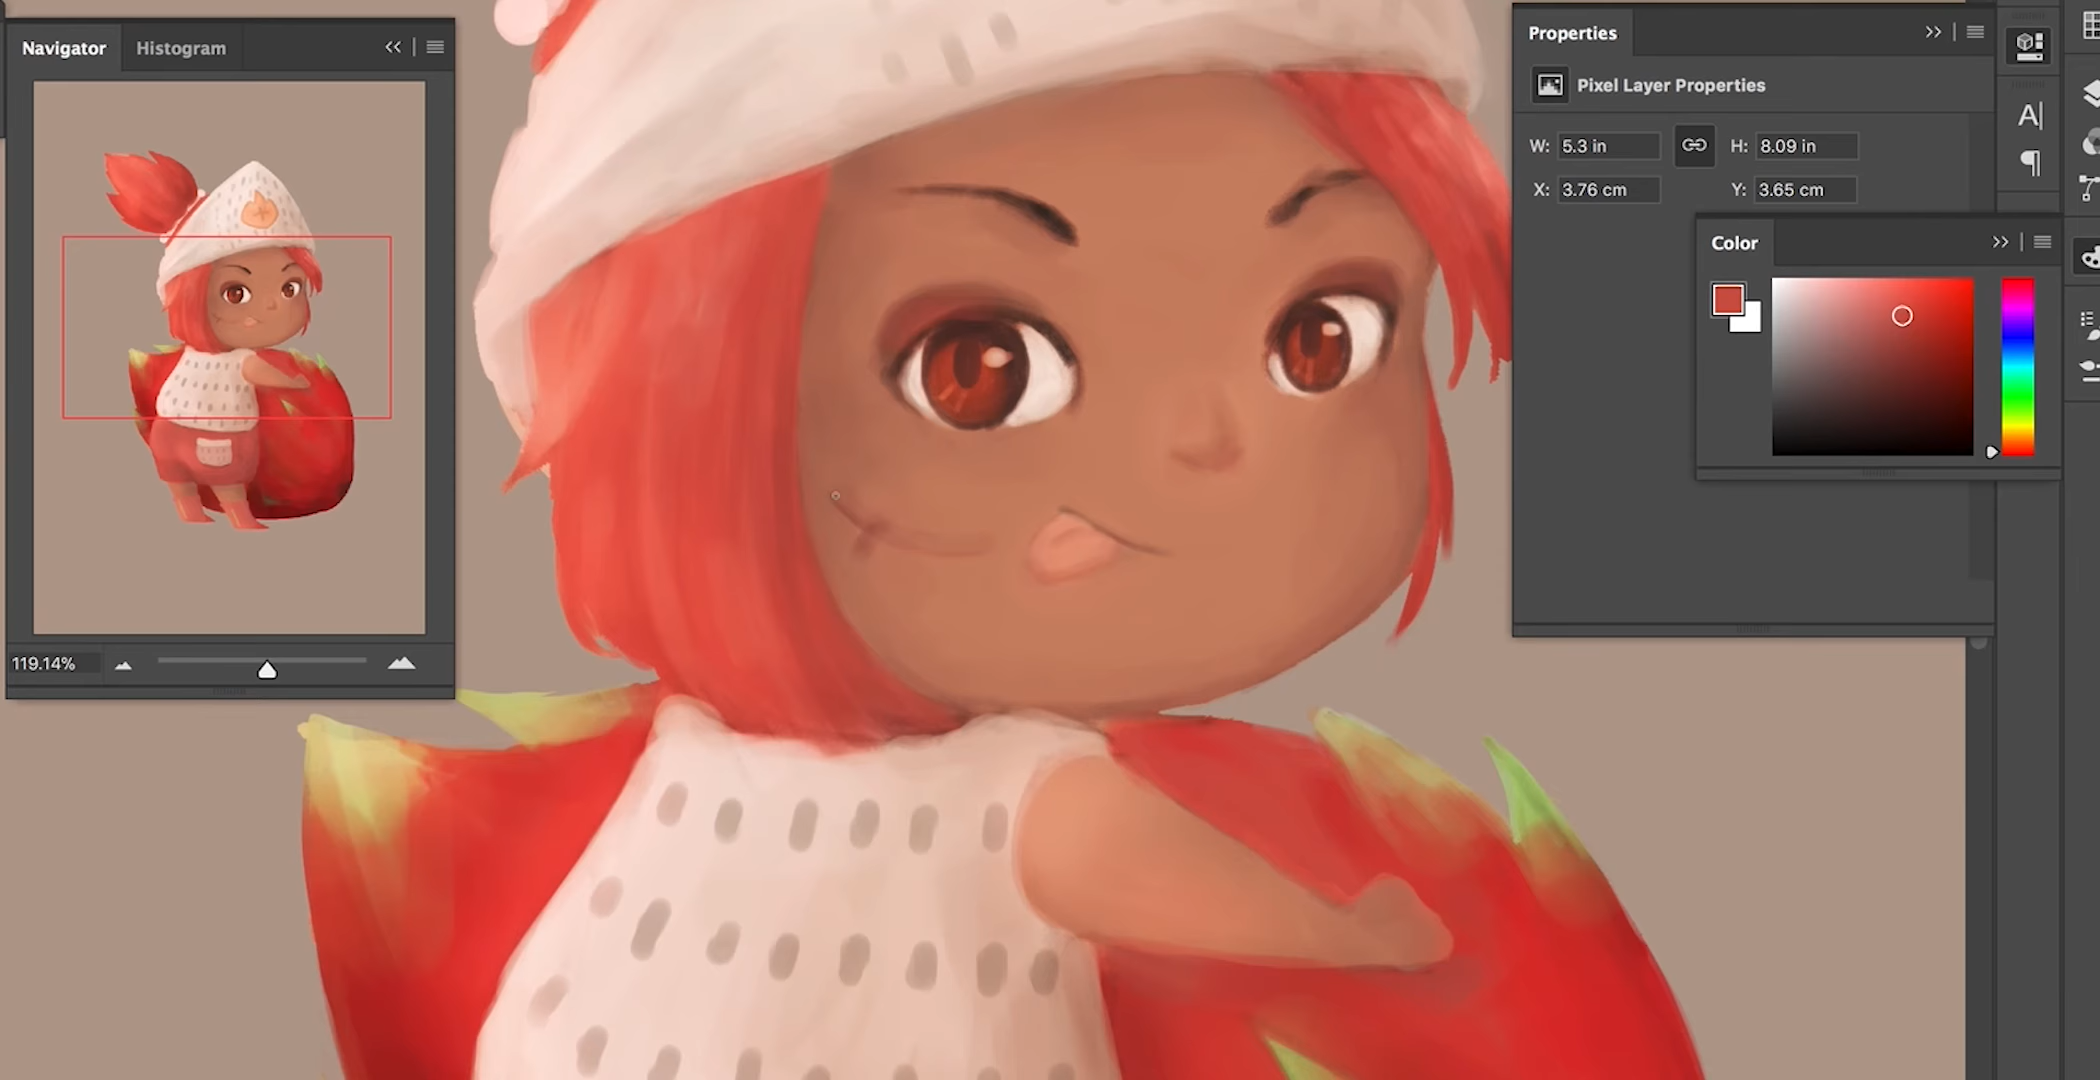 Navigator
Histogram
119.14%
Properties
Pixel Layer Properties
W: 5.3 in
H: 8.09 in
X: 3.76 cm
Y: 3.65 cm
Color
A|
¶